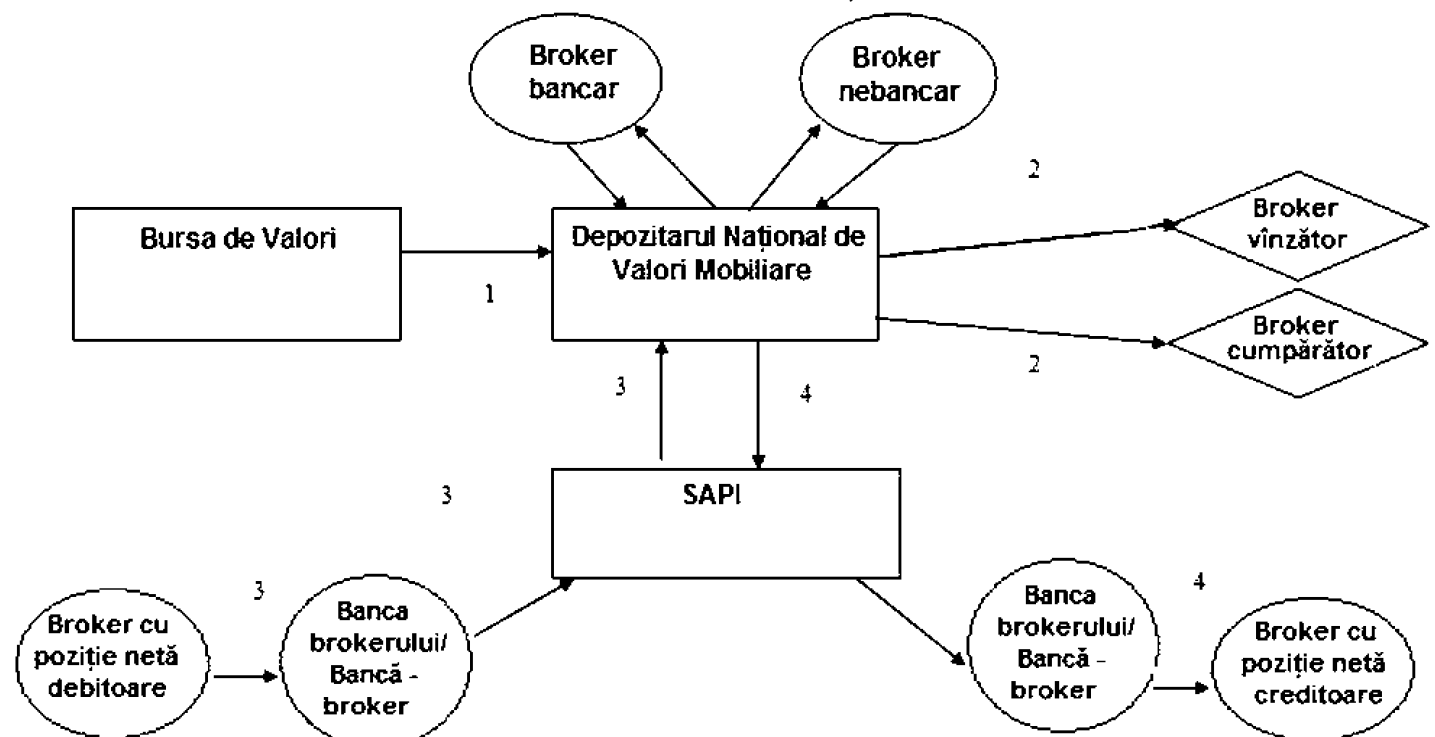 Broker
bancar
Broker
nebancar
2
Bursa de Valori
Depozitarul Național de
Valori Mobiliare
Broker
vînzător
1
Broker
cumpărător
2
3
4
3
SAPI
3
4
Broker cu
poziție netă
debitoare
Banca
brokerului/
Bancă -
broker
Banca
brokerului/
Bancă -
broker
Broker cu
poziție netă
creditoare